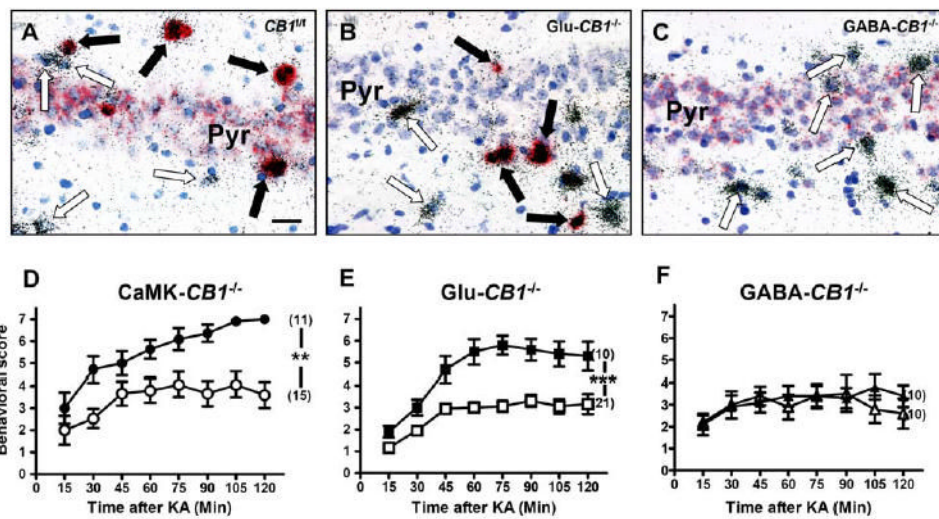 A CB1f/f
Pyr
B Glu-CB1-/-
Pyr
C GABA-CB1-/-
Pyr
D CaMK-CB1-/-
Behavioral score
7
6
5
4
3
2
1
(11)
**
(15)
0 15 30 45 60 75 90 105 120
Time after KA (Min)
E Glu-CB1-/-
7
6
5
4
3
2
1
(10)
***
(21)
0 15 30 45 60 75 90 105 120
Time after KA (Min)
F GABA-CB1-/-
7
6
5
4
3
2
1
(10)
(10)
0 15 30 45 60 75 90 105 120
Time after KA (Min)